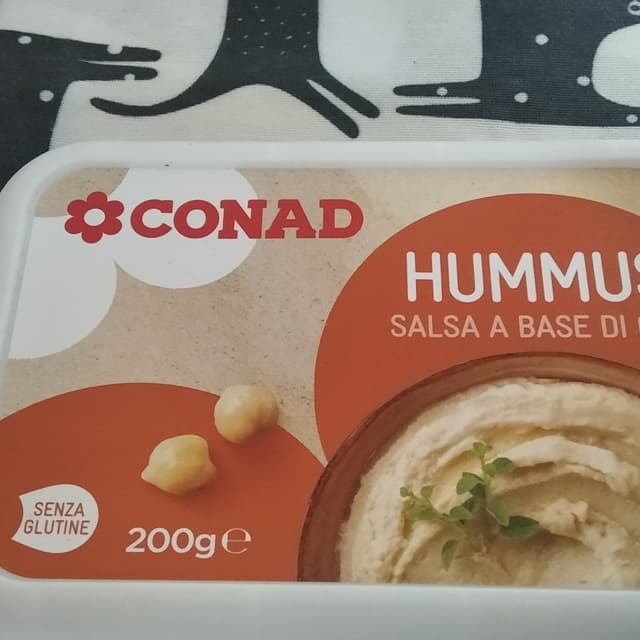 CONAD
HUMMUS
SALSA A BASE DI
SENZA
GLUTINE
200g℮